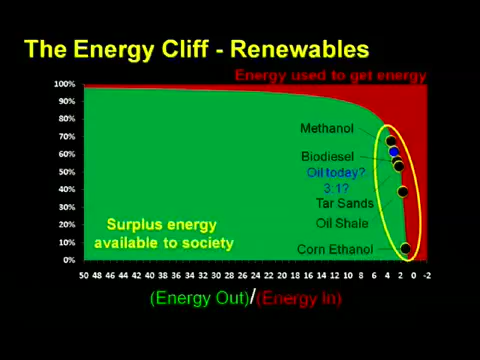 The Energy Cliff - Renewables
Energy used to get energy
100%
90%
80%
70%
60%
50%
40%
30%
20%
10%
0%
Methanol
Biodiesel
Oil today?
3:1?
Tar Sands
Oil Shale
Corn Ethanol
Surplus energy
available to society
50 48 46 44 42 40 38 36 34 32 30 28 26 24 22 20 18 16 14 12 10 8 6 4 2 0 -2
(Energy Out)/(Energy In)